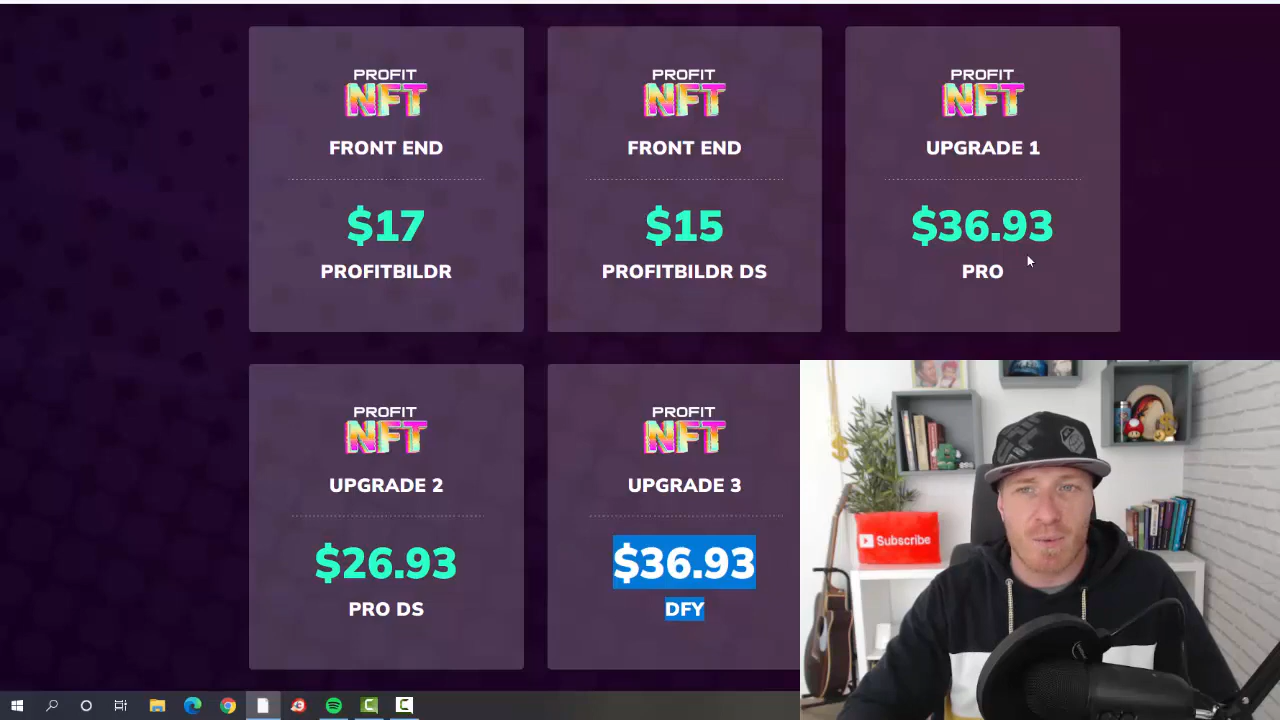 PROFIT
NFT
FRONT END
$17
PROFITBILDR
PROFIT
NFT
FRONT END
$15
PROFITBILDR DS
PROFIT
NFT
UPGRADE 1
$36.93
PRO
PROFIT
NFT
UPGRADE 2
$26.93
PRO DS
PROFIT
NFT
UPGRADE 3
$36.93
DFY
Subscribe